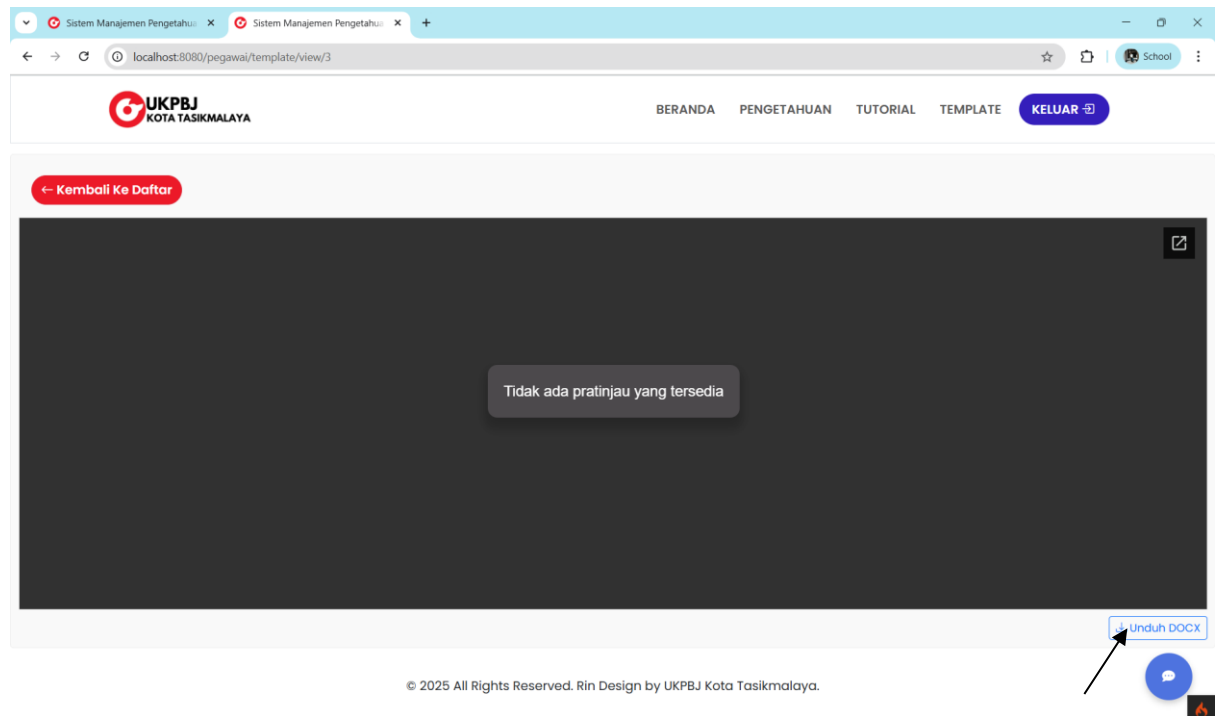 Sistem Manajemen Pengetahua
Sistem Manajemen Pengetahua
localhost:8080/pegawai/template/view/3
School
UKPBJ
KOTA TASIKMALAYA
BERANDA PENGETAHUAN TUTORIAL TEMPLATE KELUAR
Kembali Ke Daftar
Tidak ada pratinjau yang tersedia
Unduh DOCX
© 2025 All Rights Reserved. Rin Design by UKPBJ Kota Tasikmalaya.